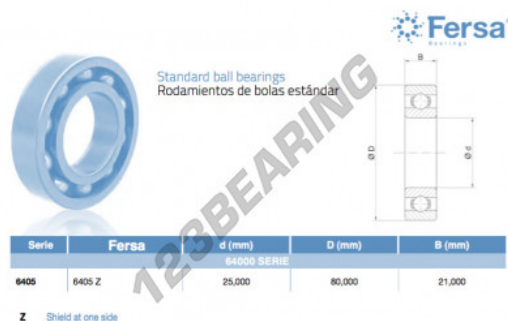 Fersa
Bearings
Standard ball bearings
Rodamientos de bolas estándar
B
Ø D
Ø d
123BEARING
Serie Fersa d (mm) D (mm) B (mm)
64000 SERIE
6405 6405 Z 25,000 80,000 21,000
Z Shield at one side